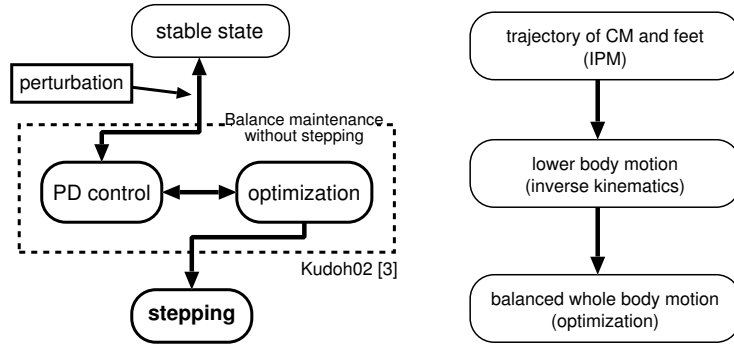 stable state
perturbation
Balance maintenance
without stepping
PD control
optimization
Kudoh02 [3]
stepping
trajectory of CM and feet
(IPM)
lower body motion
(inverse kinematics)
balanced whole body motion
(optimization)